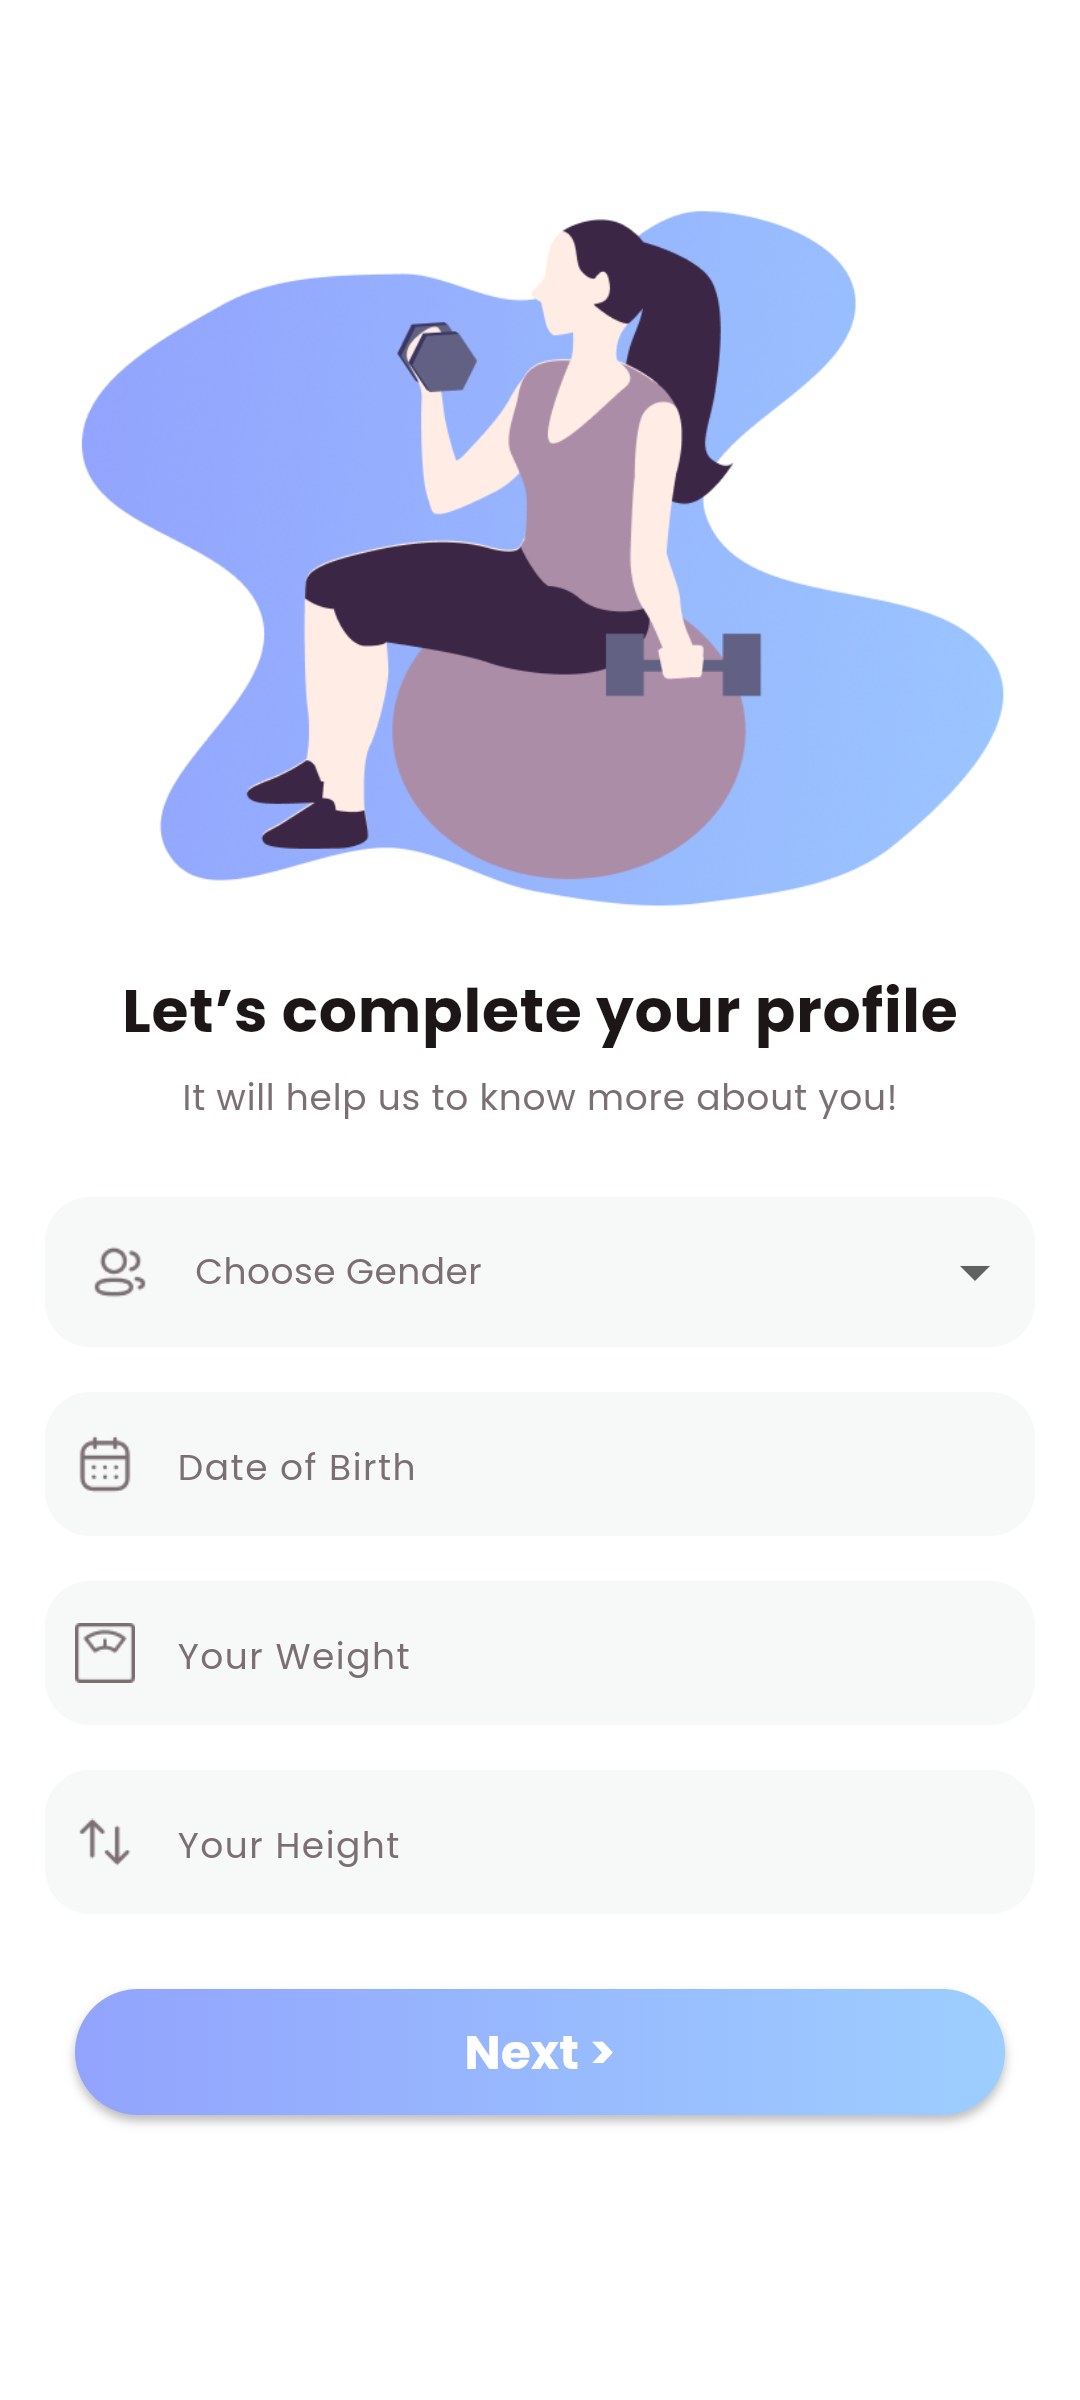 Let’s complete your profile
It will help us to know more about you!
Choose Gender
Date of Birth
Your Weight
Your Height
Next >